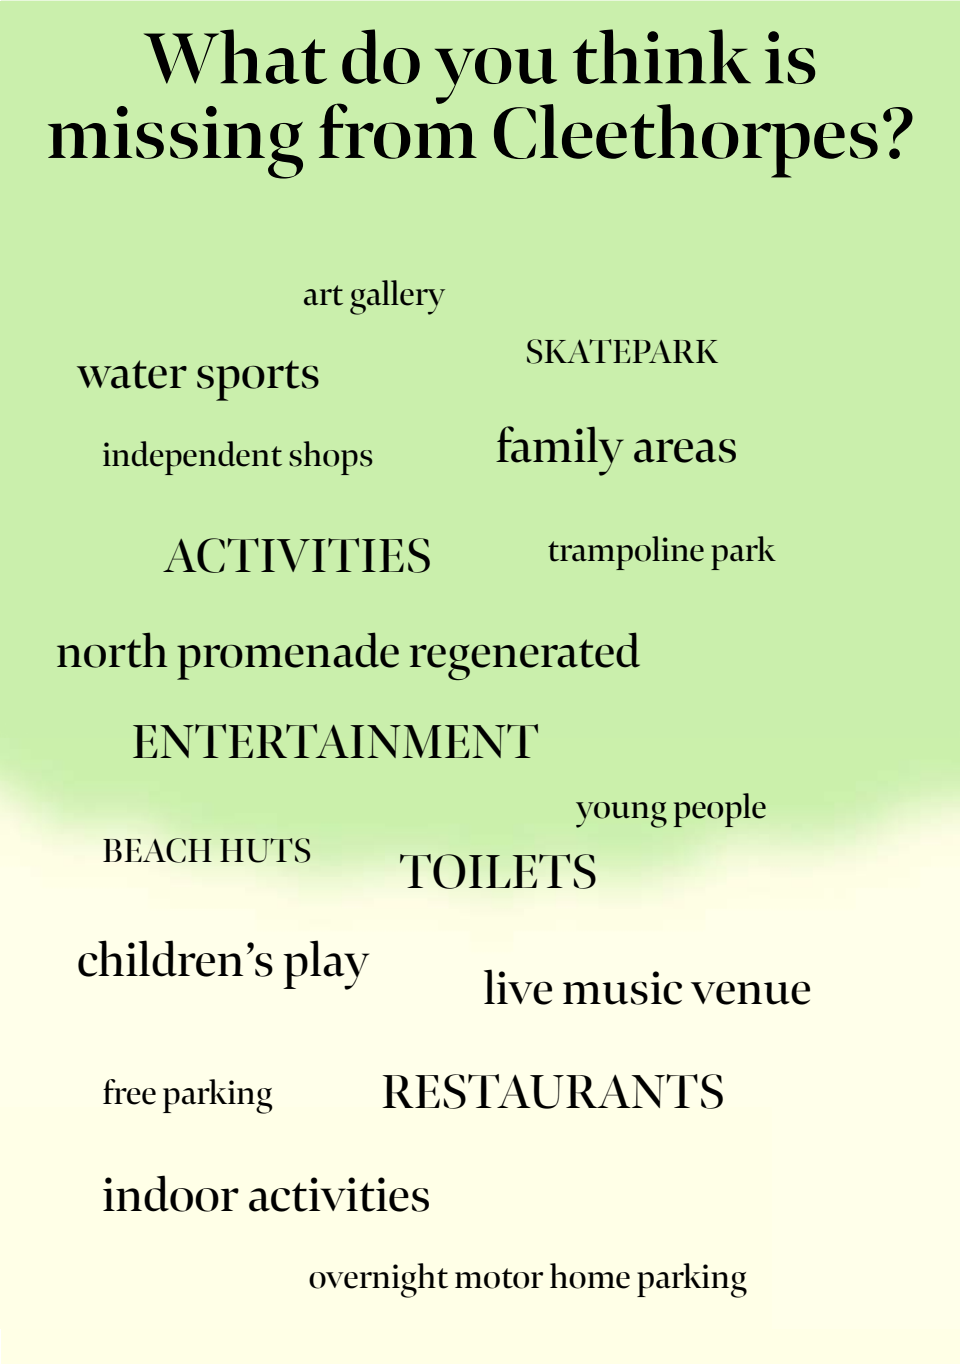 What do you think is
missing from Cleethorpes?
art gallery
SKATEPARK
water sports
family areas
independent shops
ACTIVITIES
trampoline park
north promenade regenerated
ENTERTAINMENT
young people
BEACH HUTS
TOILETS
children’s play
live music venue
free parking
RESTAURANTS
indoor activities
overnight motor home parking